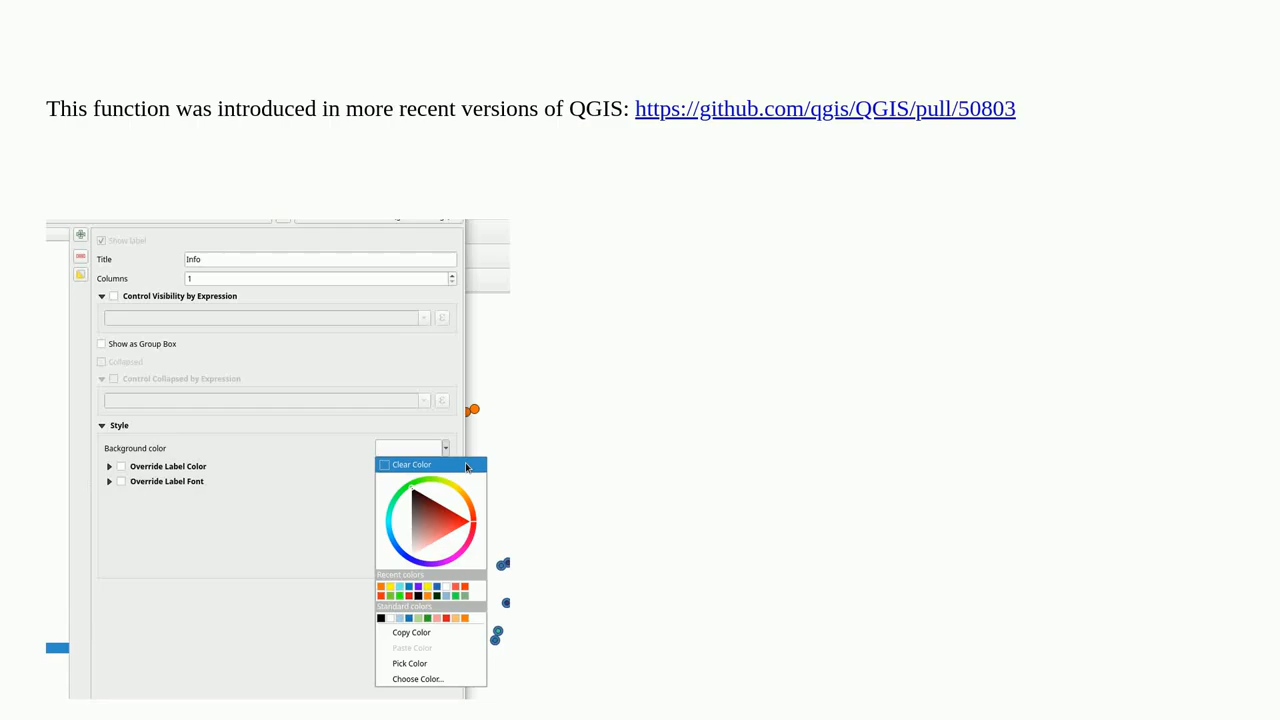 This function was introduced in more recent versions of QGIS: https://github.com/qgis/QGIS/pull/50803
Show label
Title Info
Columns 1
Control Visibility by Expression
ε
Show as Group Box
Collapsed
Control Collapsed by Expression
ε
Style
Background color
Override Label Color
Clear Color
Override Label Font
Recent colors
Standard colors
Copy Color
Paste Color
Pick Color
Choose Color...